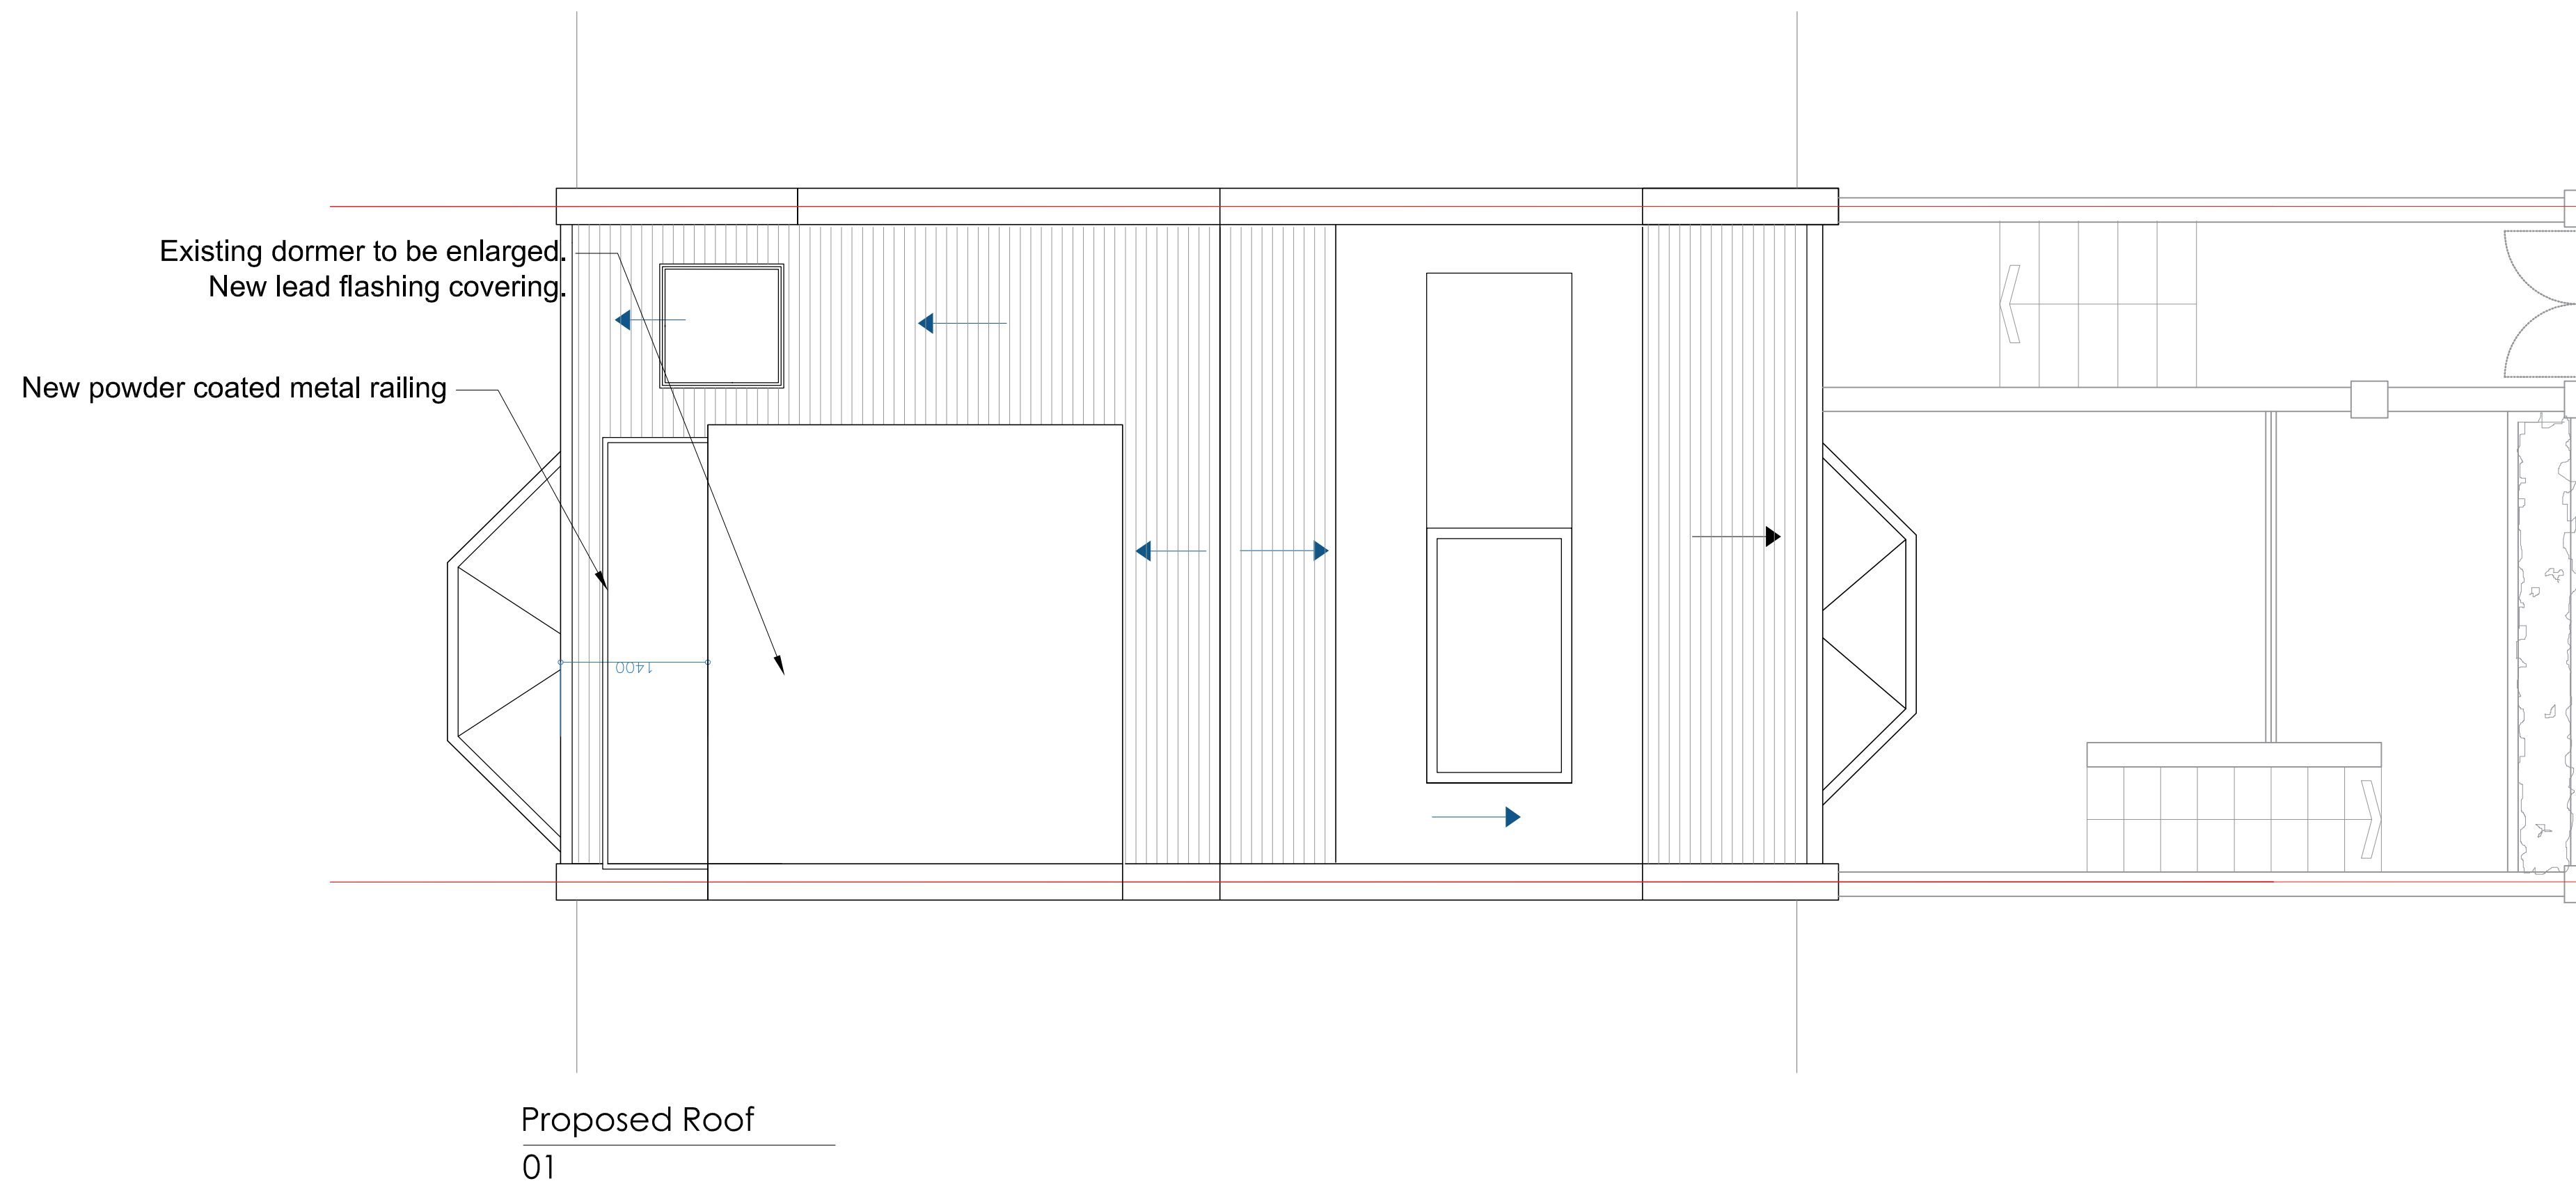 Existing dormer to be enlarged.
New lead flashing covering.
New powder coated metal railing
1400
Proposed Roof
01